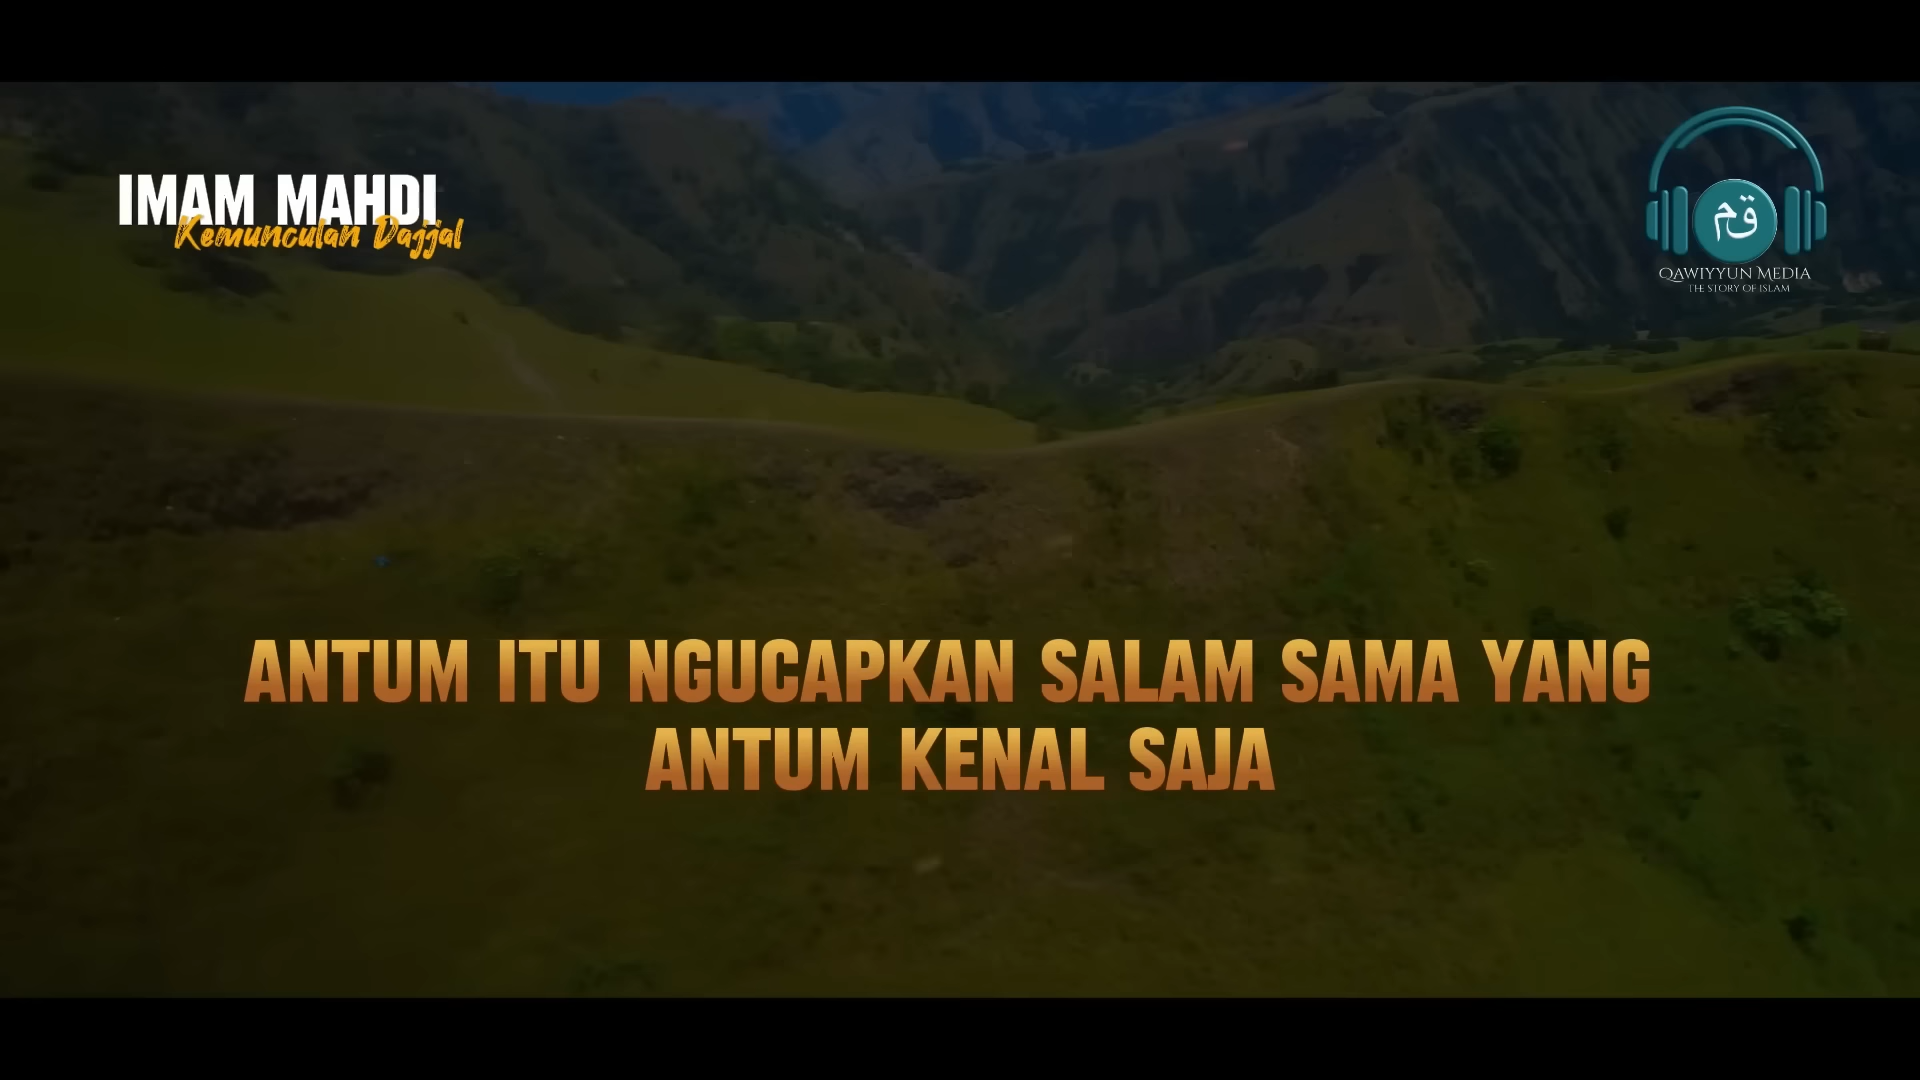 IMAM MAHDI
Kemunculan Dajjal
قم
QAWIYYUN MEDIA
THE STORY OF ISLAM
ANTUM ITU NGUCAPKAN SALAM SAMA YANG
ANTUM KENAL SAJA